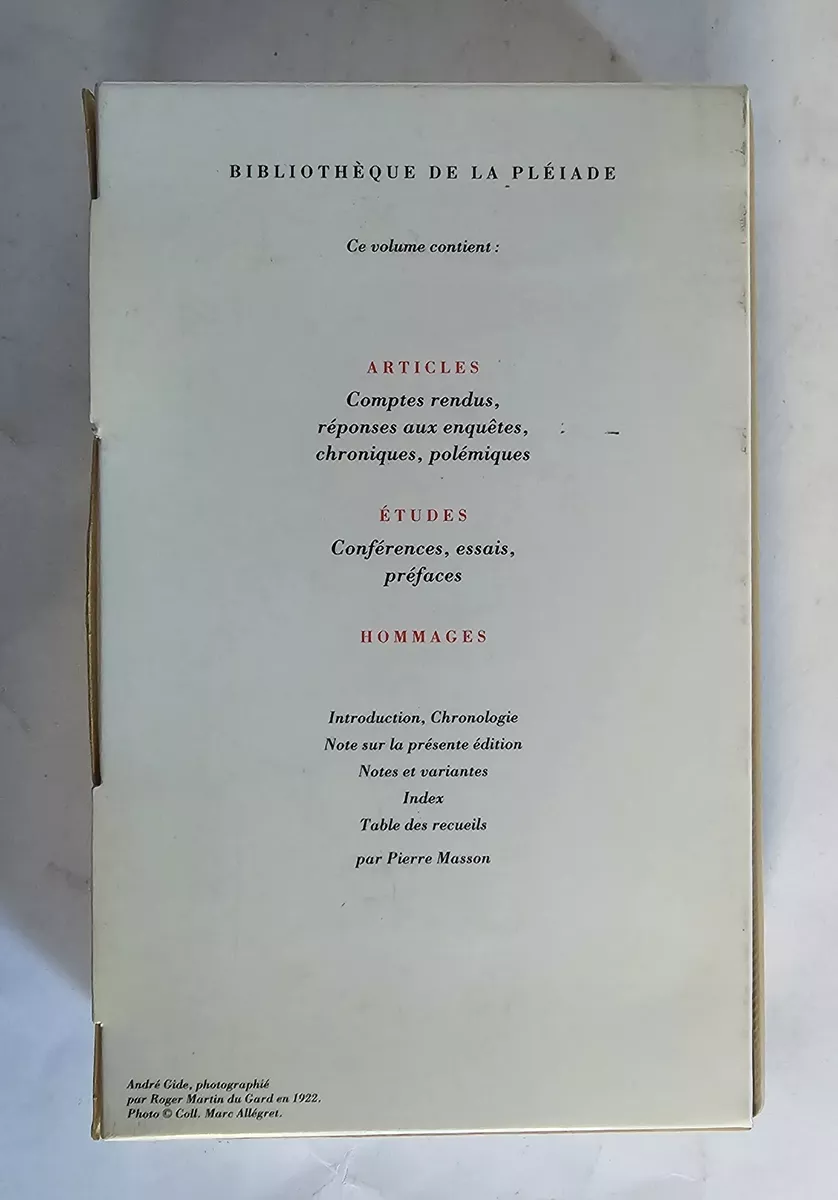 BIBLIOTHÈQUE DE LA PLÉIADE
Ce volume contient :
ARTICLES
Comptes rendus,
réponses aux enquêtes,
chroniques, polémiques
ÉTUDES
Conférences, essais,
préfaces
HOMMAGES
Introduction, Chronologie
Note sur la présente édition
Notes et variantes
Index
Table des recueils
par Pierre Masson
André Gide, photographié
par Roger Martin du Gard en 1922.
Photo © Coll. Marc Allégret.